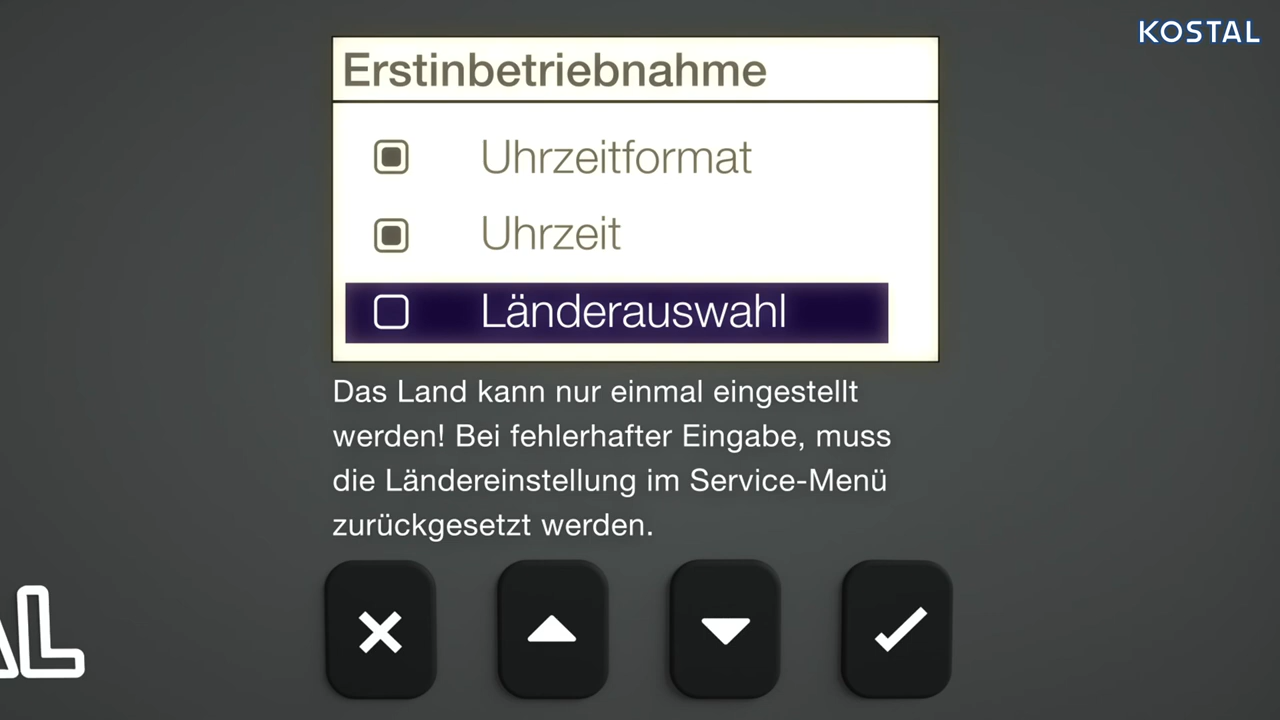 KOSTAL
Erstinbetriebnahme
Uhrzeitformat
Uhrzeit
Länderauswahl
Das Land kann nur einmal eingestellt
werden! Bei fehlerhafter Eingabe, muss
die Ländereinstellung im Service-Menü
zurückgesetzt werden.
AL